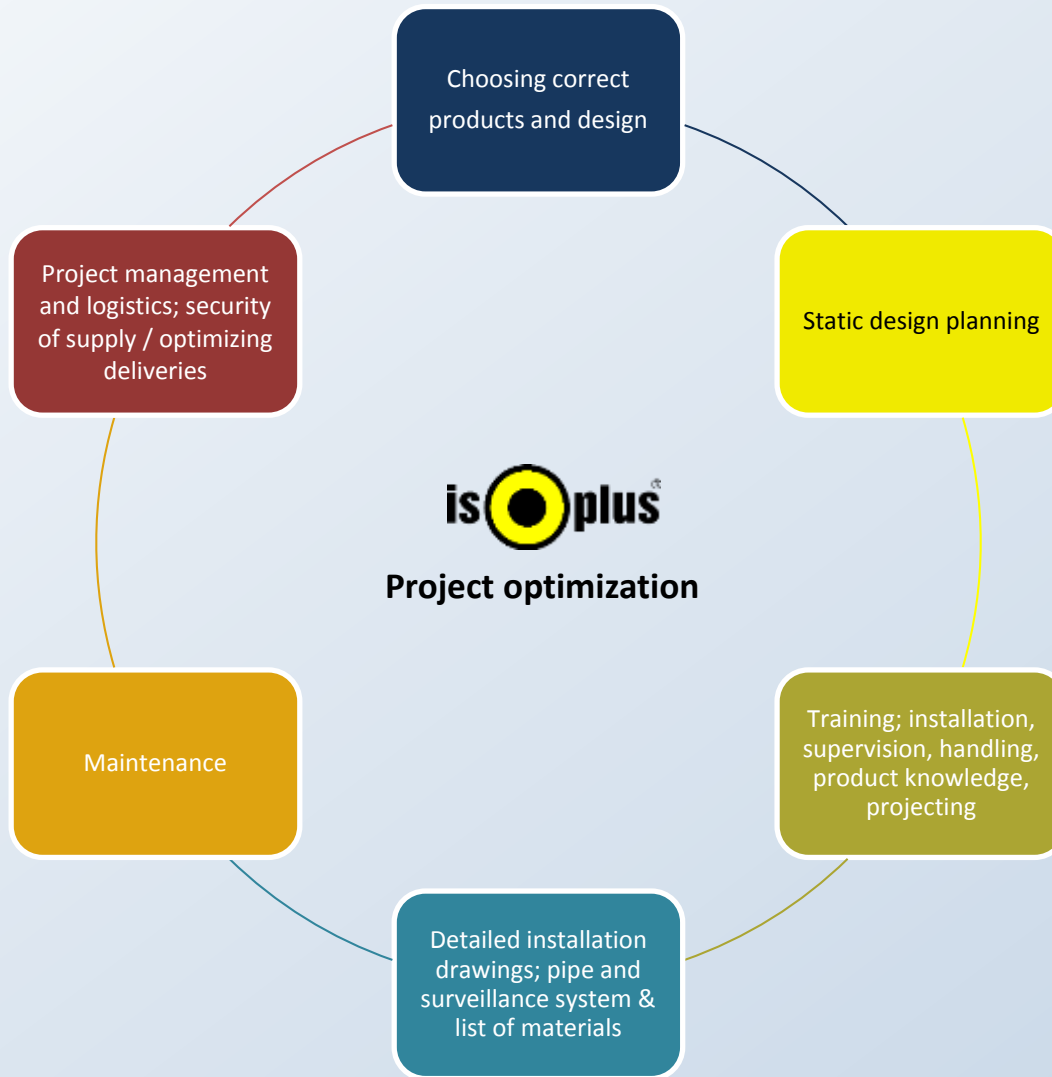 Choosing correct
products and design
Static design planning
Training; installation,
supervision, handling,
product knowledge,
projecting
Detailed installation
drawings; pipe and
surveillance system &
list of materials
Maintenance
Project management
and logistics; security
of supply / optimizing
deliveries
isoplus®
Project optimization